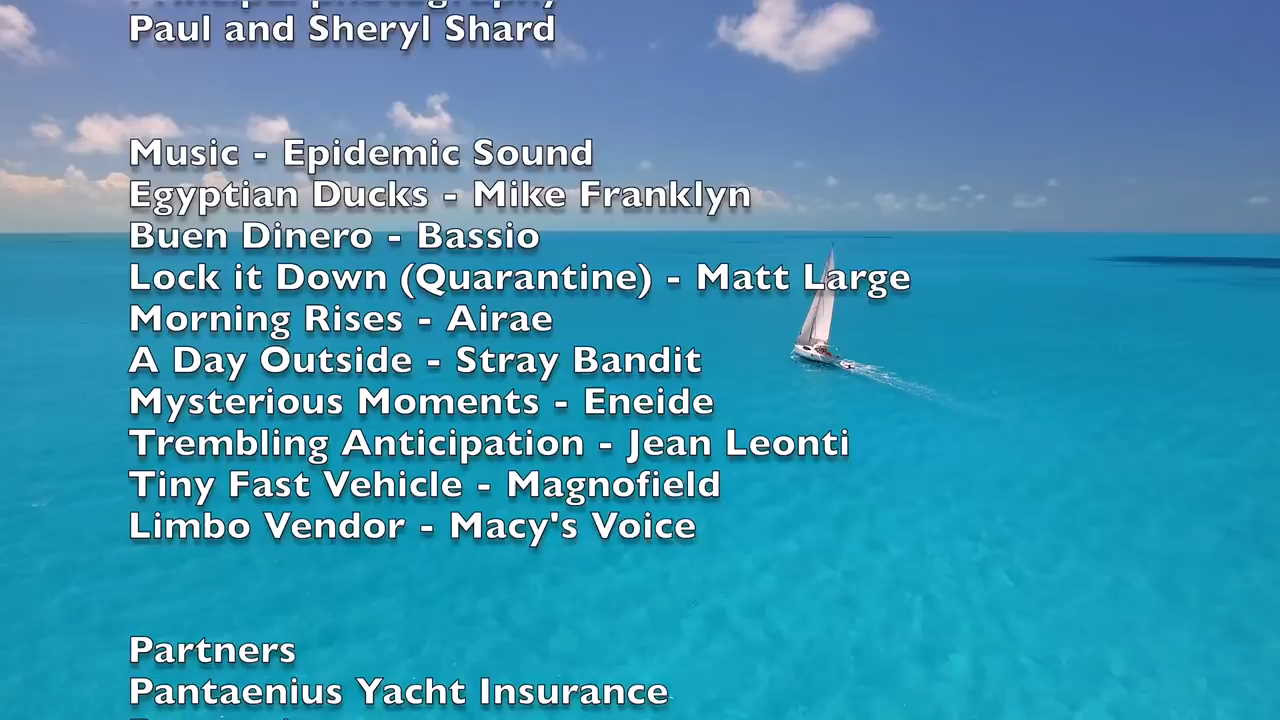 Paul and Sheryl Shard
Music - Epidemic Sound
Egyptian Ducks - Mike Franklyn
Buen Dinero - Bassio
Lock it Down (Quarantine) - Matt Large
Morning Rises - Airae
A Day Outside - Stray Bandit
Mysterious Moments - Eneide
Trembling Anticipation - Jean Leonti
Tiny Fast Vehicle - Magnofield
Limbo Vendor - Macy's Voice
Partners
Pantaenius Yacht Insurance